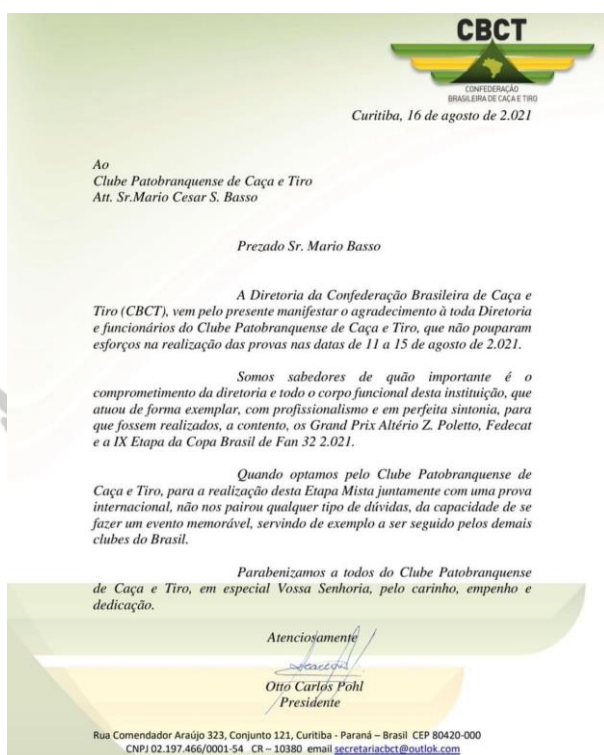 CBCT
CONFEDERAÇÃO
BRASILEIRA DE CAÇA E TIRO
Curitiba, 16 de agosto de 2.021
Ao
Clube Patobranquense de Caça e Tiro
Att. Sr.Mario Cesar S. Basso
Prezado Sr. Mario Basso
A Diretoria da Confederação Brasileira de Caça e
Tiro (CBCT), vem pelo presente manifestar o agradecimento à toda Diretoria
e funcionários do Clube Patobranquense de Caça e Tiro, que não pouparam
esforços na realização das provas nas datas de 11 a 15 de agosto de 2.021.
Somos sabedores de quão importante é o
comprometimento da diretoria e todo o corpo funcional desta instituição, que
atuou de forma exemplar, com profissionalismo e em perfeita sintonia, para
que fossem realizados, a contento, os Grand Prix Altério Z. Poletto, Fedecat
e a IX Etapa da Copa Brasil de Fan 32 2.021.
Quando optamos pelo Clube Patobranquense de
Caça e Tiro, para a realização desta Etapa Mista juntamente com uma prova
internacional, não nos pairou qualquer tipo de dúvidas, da capacidade de se
fazer um evento memorável, servindo de exemplo a ser seguido pelos demais
clubes do Brasil.
Parabenizamos a todos do Clube Patobranquense
de Caça e Tiro, em especial Vossa Senhoria, pelo carinho, empenho e
dedicação.
Atenciosamente
Otto Carlos Pohl
Presidente
Rua Comendador Araújo 323, Conjunto 121, Curitiba - Paraná – Brasil CEP 80420-000
CNPJ 02.197.466/0001-54 CR – 10380 email secretariacbct@outlok.com